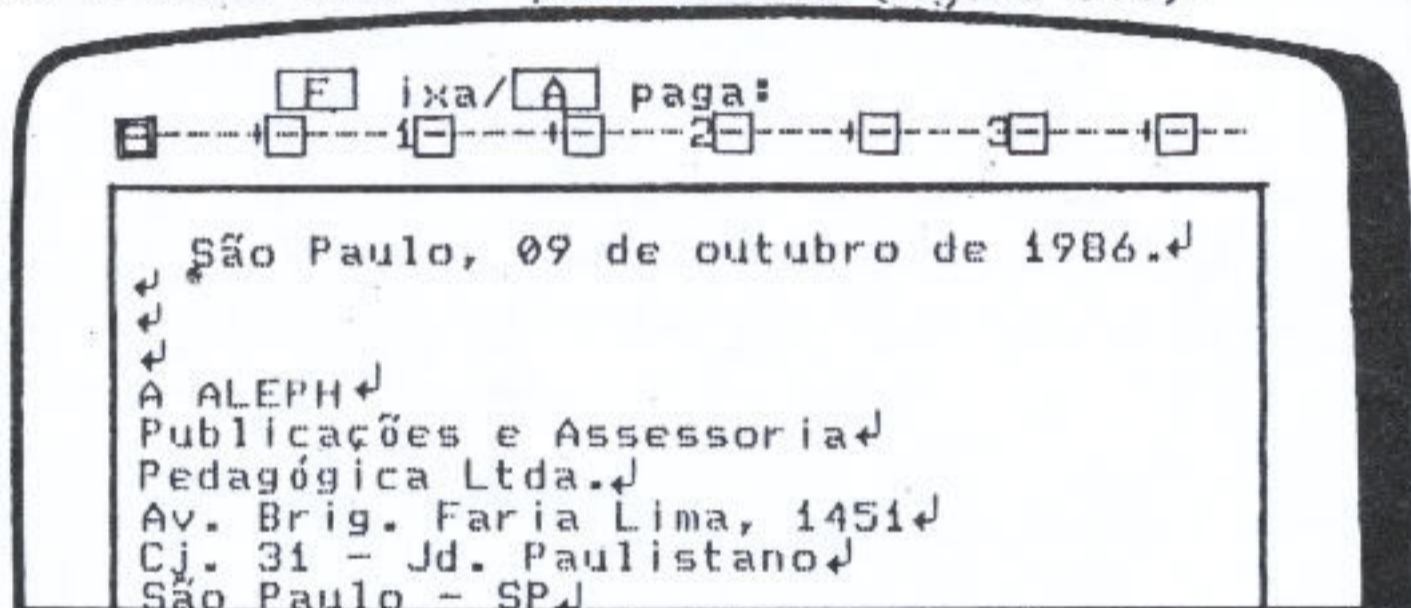 F ixa/A paga:
1 2 3
São Paulo, 09 de outubro de 1986.↵
↵
↵
↵
A ALEPH↵
Publicações e Assessoria↵
Pedagógica Ltda.↵
Av. Brig. Faria Lima, 1451↵
Cj. 31 - Jd. Paulistano↵
São Paulo - SP↵